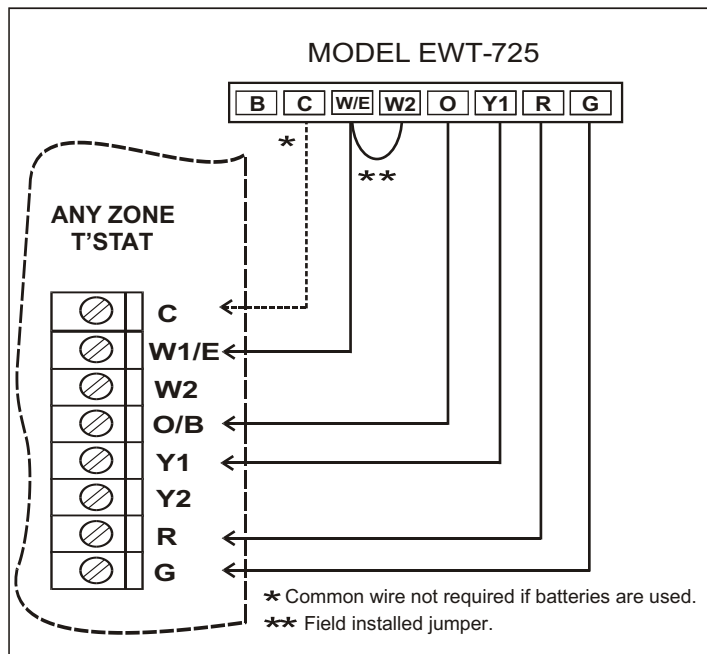 MODEL EWT-725
B C W/E W2 O Y1 R G
*
**
ANY ZONE
T'STAT
C
W1/E
W2
O/B
Y1
Y2
R
G
* Common wire not required if batteries are used.
** Field installed jumper.